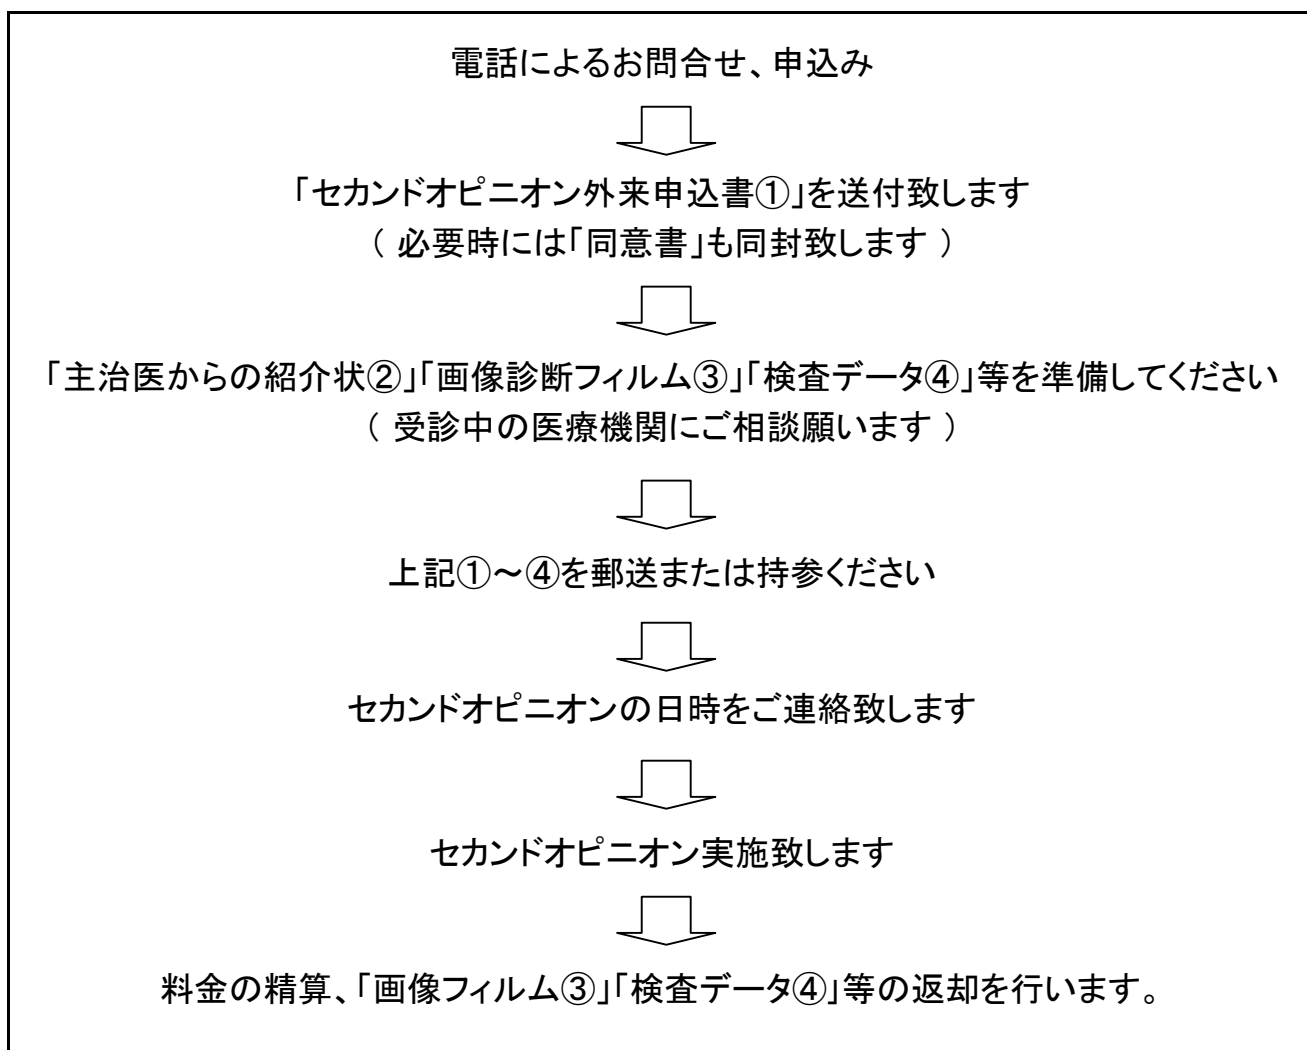 電話によるお問合せ、申込み
「セカンドオピニオン外来申込書①」を送付致します
（ 必要時には「同意書」も同封致します ）
「主治医からの紹介状②」「画像診断フィルム③」「検査データ④」等を準備してください
（ 受診中の医療機関にご相談願います ）
上記①～④を郵送または持参ください
セカンドオピニオンの日時をご連絡致します
セカンドオピニオン実施致します
料金の精算、「画像フィルム③」「検査データ④」等の返却を行います。